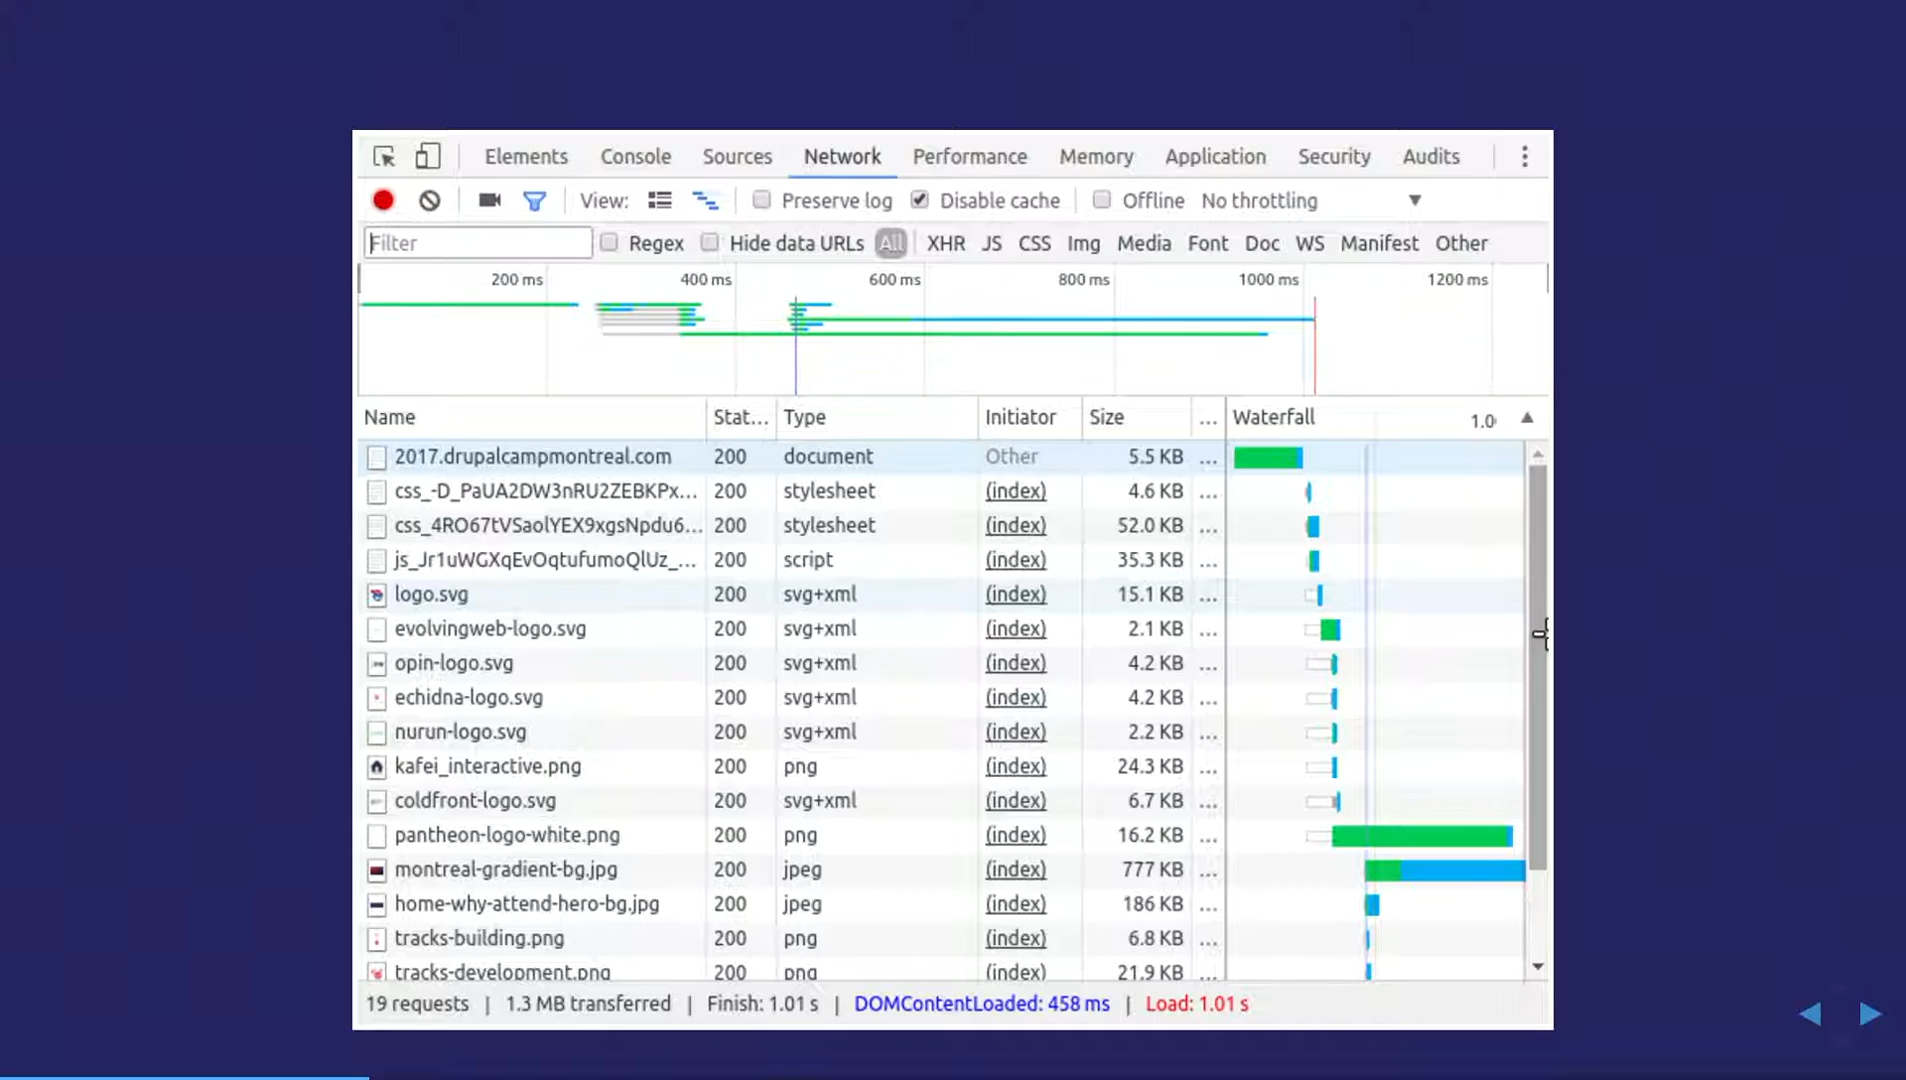 Elements Console Sources Network Performance Memory Application Security Audits
View: Preserve log Disable cache Offline No throttling
Filter Regex Hide data URLs All XHR JS CSS Img Media Font Doc WS Manifest Other
200 ms 400 ms 600 ms 800 ms 1000 ms 1200 ms
Name Stat... Type Initiator Size ... Waterfall 1.0
2017.drupalcampmontreal.com 200 document Other 5.5 KB ...
css_-D_PaUA2DW3nRU2ZEBKPx... 200 stylesheet (index) 4.6 KB ...
css_4RO67tVSaolYEX9xgsNpdu6... 200 stylesheet (index) 52.0 KB ...
js_Jr1uWGXqEvOqtufumoQlUz_... 200 script (index) 35.3 KB ...
logo.svg 200 svg+xml (index) 15.1 KB ...
evolvingweb-logo.svg 200 svg+xml (index) 2.1 KB ...
opin-logo.svg 200 svg+xml (index) 4.2 KB ...
echidna-logo.svg 200 svg+xml (index) 4.2 KB ...
nurun-logo.svg 200 svg+xml (index) 2.2 KB ...
kafei_interactive.png 200 png (index) 24.3 KB ...
coldfront-logo.svg 200 svg+xml (index) 6.7 KB ...
pantheon-logo-white.png 200 png (index) 16.2 KB ...
montreal-gradient-bg.jpg 200 jpeg (index) 777 KB ...
home-why-attend-hero-bg.jpg 200 jpeg (index) 186 KB ...
tracks-building.png 200 png (index) 6.8 KB ...
tracks-development.png 200 png (index) 21.9 KB ...
19 requests | 1.3 MB transferred | Finish: 1.01 s | DOMContentLoaded: 458 ms | Load: 1.01 s